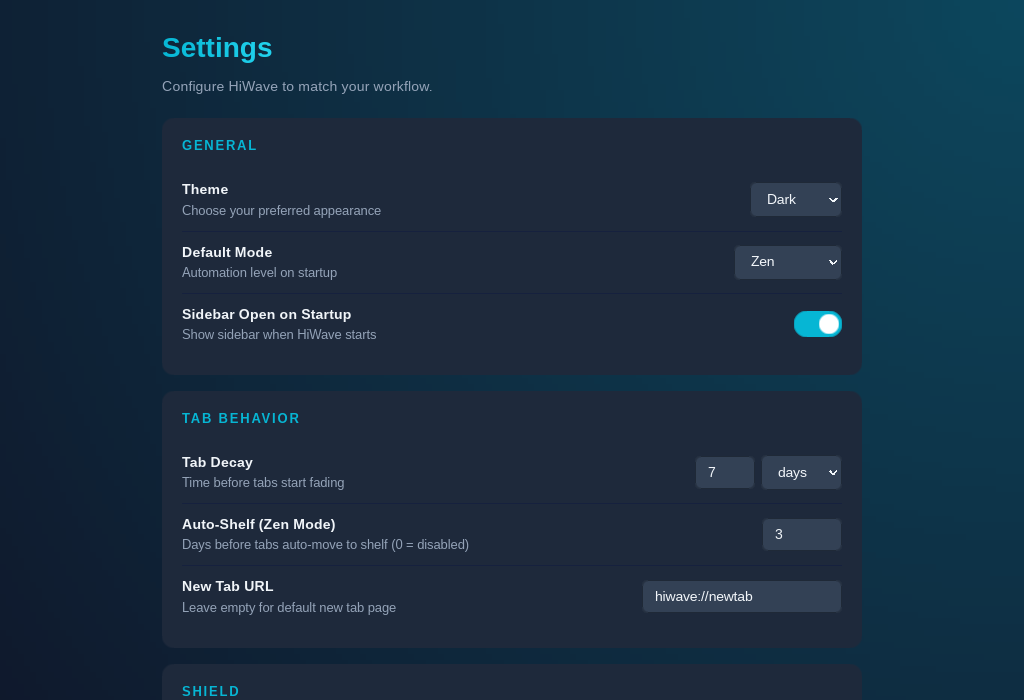 Settings
Configure HiWave to match your workflow.
GENERAL
Theme
Choose your preferred appearance
Dark
Default Mode
Automation level on startup
Zen
Sidebar Open on Startup
Show sidebar when HiWave starts
TAB BEHAVIOR
Tab Decay
Time before tabs start fading
7
days
Auto-Shelf (Zen Mode)
Days before tabs auto-move to shelf (0 = disabled)
3
New Tab URL
Leave empty for default new tab page
hiwave://newtab
SHIELD